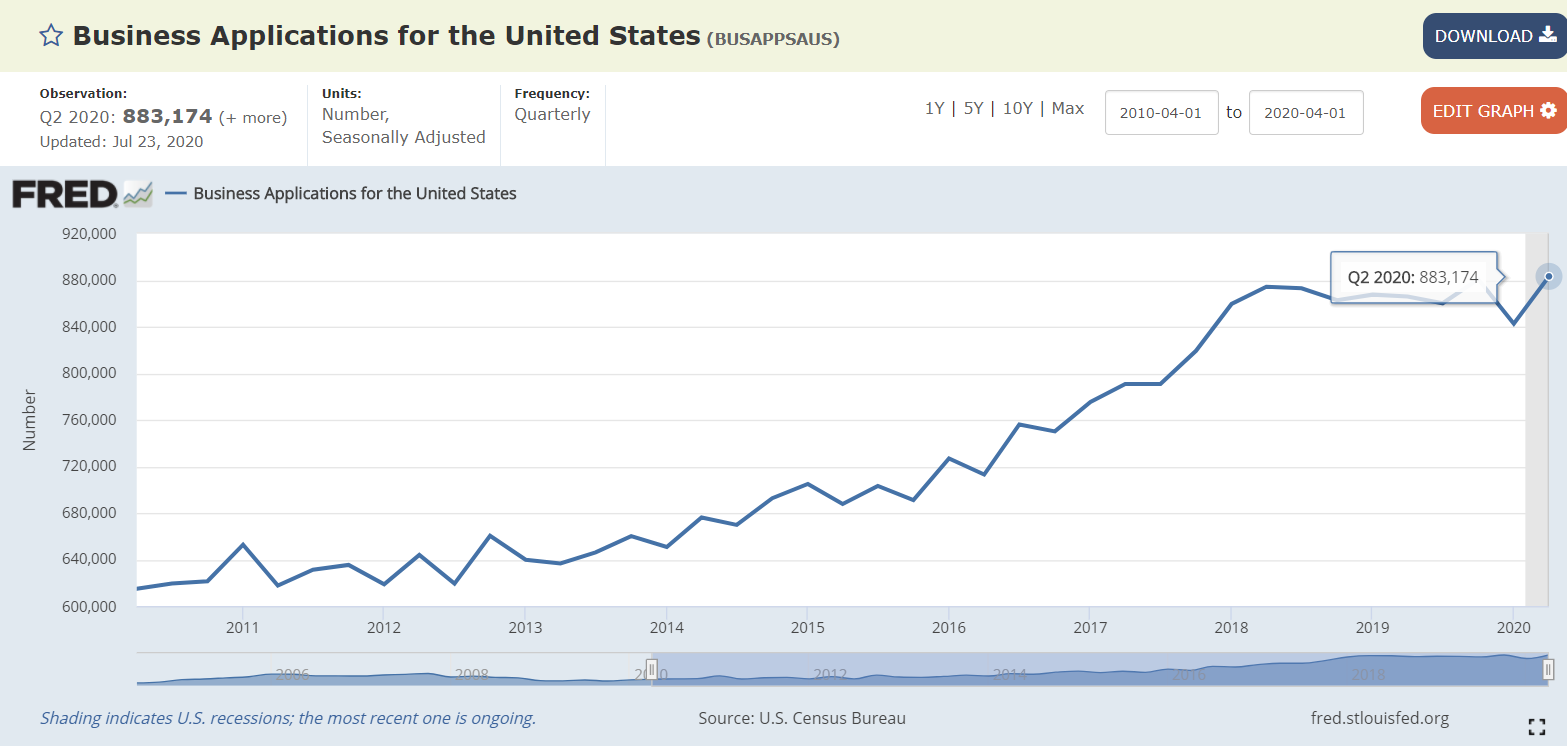 Business Applications for the United States (BUSAPPSAUS)
DOWNLOAD
Observation:
Q2 2020: 883,174 (+ more)
Updated: Jul 23, 2020
Units:
Number,
Seasonally Adjusted
Frequency:
Quarterly
1Y | 5Y | 10Y | Max
2010-04-01 to 2020-04-01
EDIT GRAPH
FRED
Business Applications for the United States
920,000
880,000
840,000
800,000
760,000
720,000
680,000
640,000
600,000
Number
Q2 2020: 883,174
2011 2012 2013 2014 2015 2016 2017 2018 2019 2020
2006 2008 2010 2012 2014 2016 2018
Shading indicates U.S. recessions; the most recent one is ongoing.
Source: U.S. Census Bureau
fred.stlouisfed.org